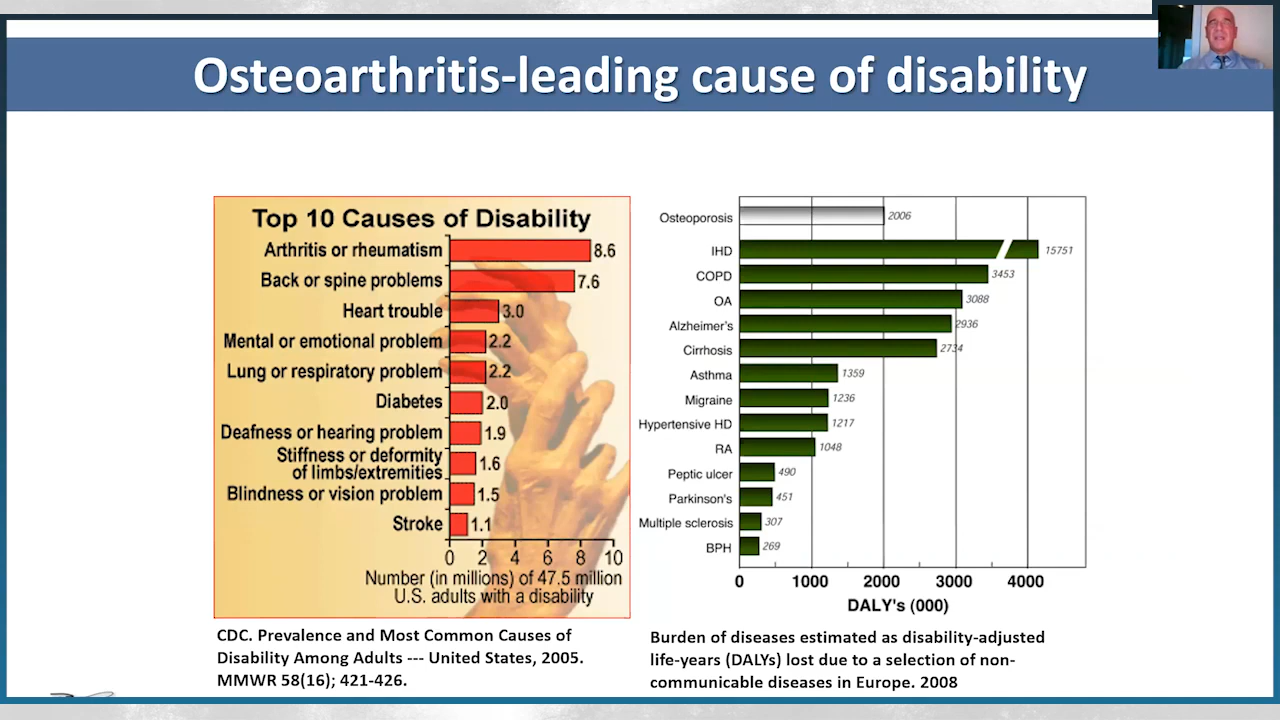 Osteoarthritis-leading cause of disability
Top 10 Causes of Disability
Arthritis or rheumatism 8.6
Back or spine problems 7.6
Heart trouble 3.0
Mental or emotional problem 2.2
Lung or respiratory problem 2.2
Diabetes 2.0
Deafness or hearing problem 1.9
Stiffness or deformity
of limbs/extremities 1.6
Blindness or vision problem 1.5
Stroke 1.1
0 2 4 6 8 10
Number (in millions) of 47.5 million
U.S. adults with a disability
CDC. Prevalence and Most Common Causes of
Disability Among Adults --- United States, 2005.
MMWR 58(16); 421-426.
Osteoporosis 2006
IHD 15751
COPD 3453
OA 3088
Alzheimer's 2936
Cirrhosis 2734
Asthma 1359
Migraine 1236
Hypertensive HD 1217
RA 1048
Peptic ulcer 490
Parkinson's 451
Multiple sclerosis 307
BPH 269
0 1000 2000 3000 4000
DALY's (000)
Burden of diseases estimated as disability-adjusted
life-years (DALYs) lost due to a selection of non-
communicable diseases in Europe. 2008